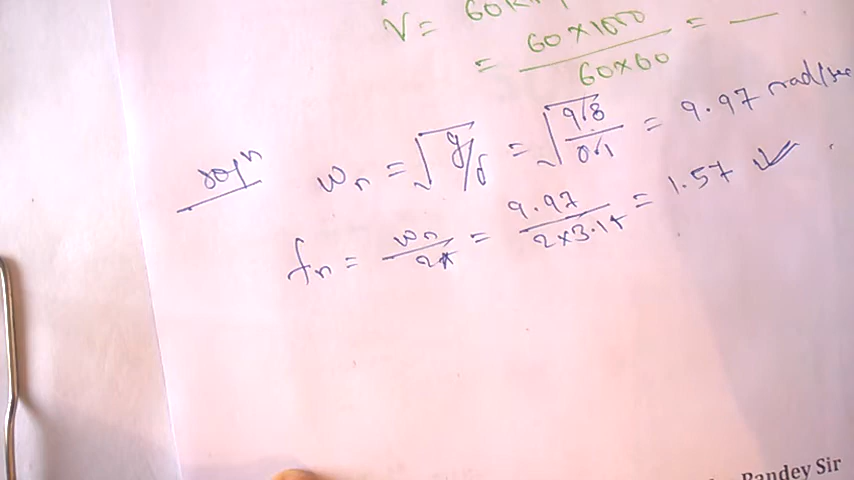 V = 60
= 60×1000 / 60×60 = —
solⁿ ωn = √g/δ = √9.8/0.1 = 9.97 rad/sec
fn = ωn / 2π = 9.97 / 2×3.14 = 1.57
Pandey Sir